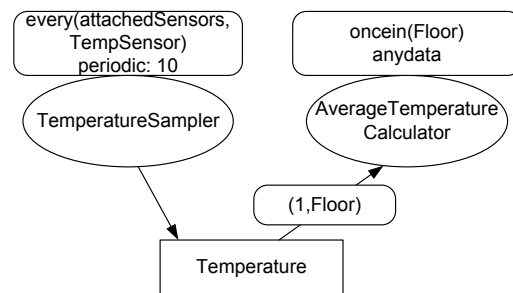 every(attachedSensors,
TempSensor)
periodic: 10
TemperatureSampler
oncein(Floor)
anydata
AverageTemperature
Calculator
(1,Floor)
Temperature